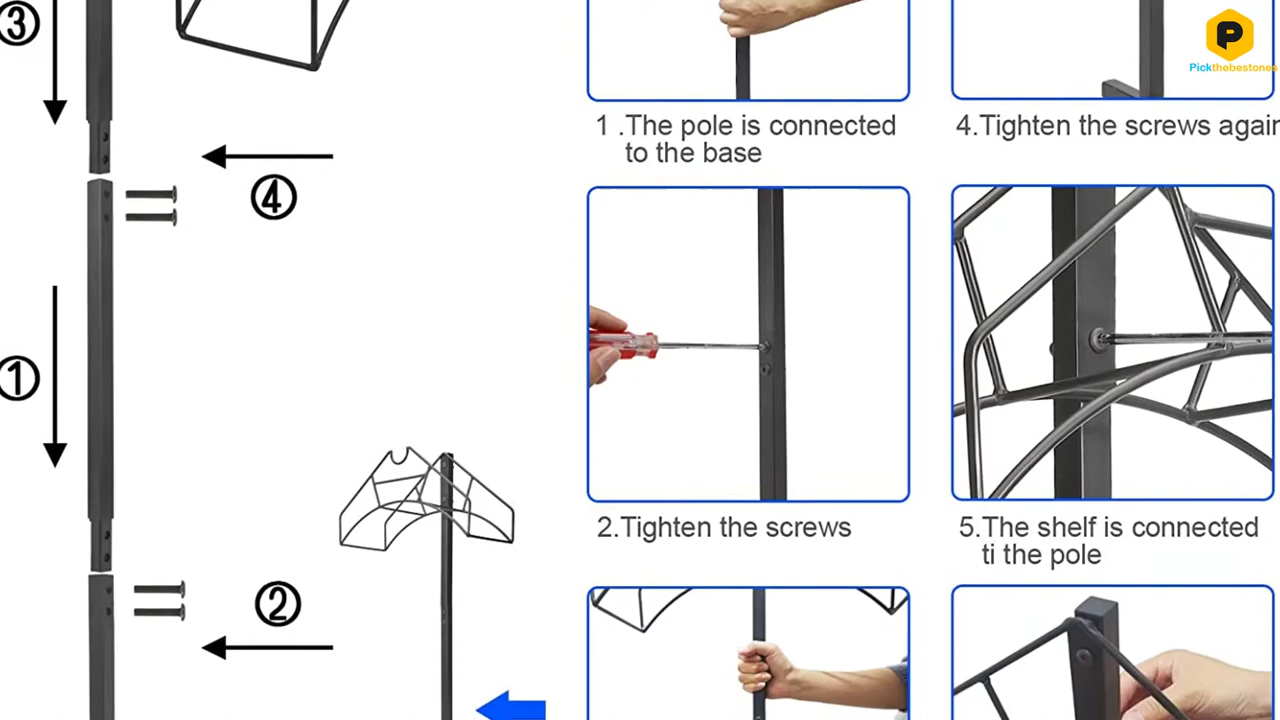 ③
④
①
②
P
Pickthebestones
1 .The pole is connected
to the base
4.Tighten the screws again
2.Tighten the screws
5.The shelf is connected
ti the pole